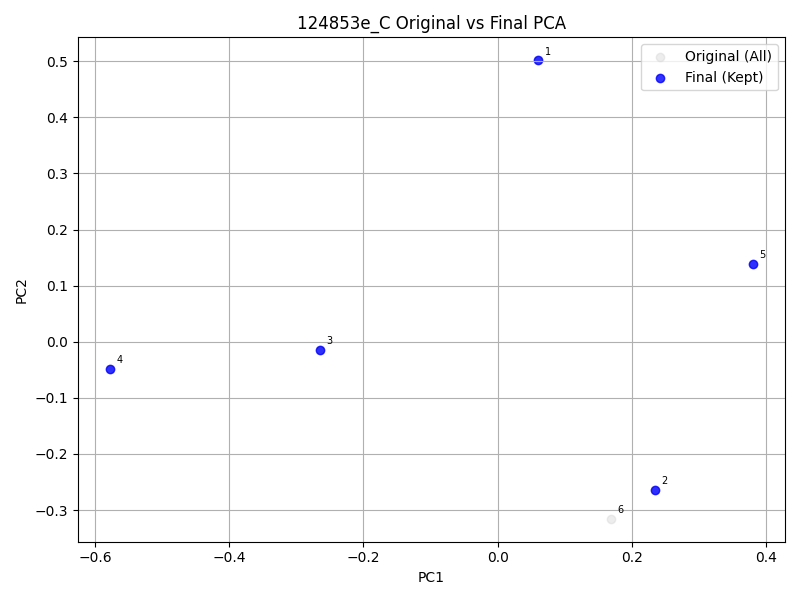 124853e_C Original vs Final PCA
Original (All)
Final (Kept)
1
5
3
4
2
6
0.5
0.4
0.3
0.2
0.1
0.0
−0.1
−0.2
−0.3
PC2
−0.6 −0.4 −0.2 0.0 0.2 0.4
PC1